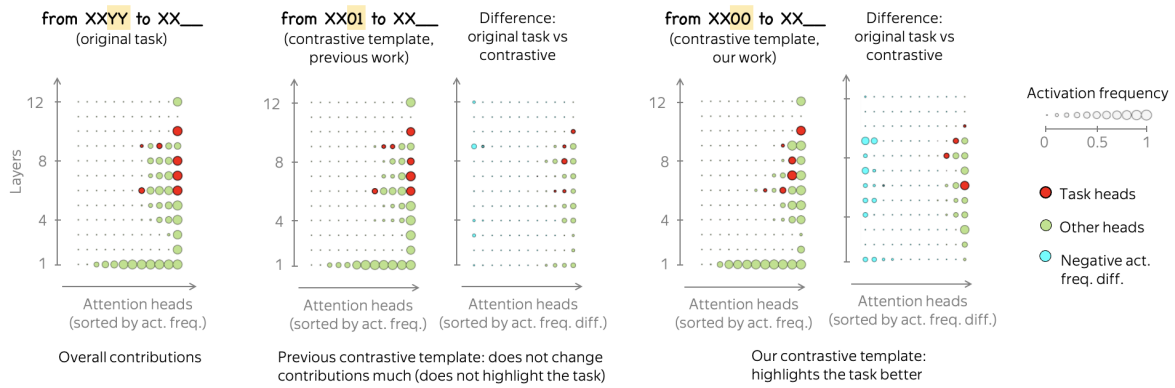 from XXYY to XX__
(original task)
from XX01 to XX__
(contrastive template,
previous work)
Difference:
original task vs
contrastive
from XX00 to XX__
(contrastive template,
our work)
Difference:
original task vs
contrastive
Layers
12
8
4
1
12
8
4
1
12
8
4
1
Activation frequency
0
0.5
1
Task heads
Other heads
Negative act.
freq. diff.
Attention heads
(sorted by act. freq.)
Attention heads
(sorted by act. freq.)
Attention heads
(sorted by act. freq. diff.)
Attention heads
(sorted by act. freq.)
Attention heads
(sorted by act. freq. diff.)
Overall contributions
Previous contrastive template: does not change
contributions much (does not highlight the task)
Our contrastive template:
highlights the task better